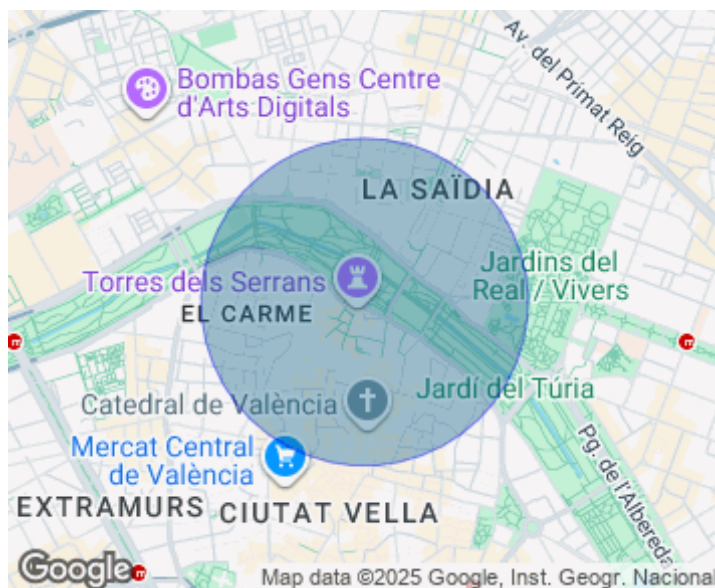 Av. del Primat Reig
Bombas Gens Centre
d'Arts Digitals
LA SAÏDIA
Torres dels Serrans
Jardins del
Real / Vivers
EL CARME
Catedral de València
Jardí del Túria
Mercat Central
de València
Pg. de l'Albereda
EXTRAMURS
CIUTAT VELLA
Google
Map data ©2025 Google, Inst. Geogr. Nacional